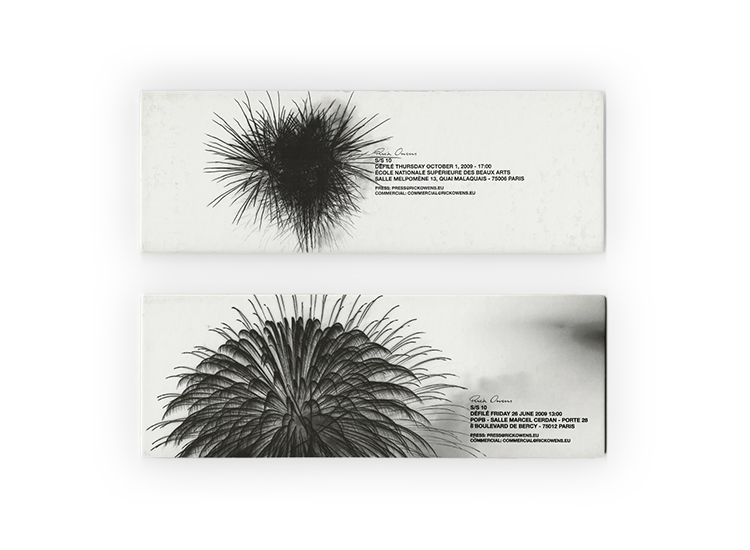 Rick Owens
S/S 10
DÉFILÉ THURSDAY OCTOBER 1, 2009 - 17:00
ÉCOLE NATIONALE SUPÉRIEURE DES BEAUX ARTS
SALLE MELPOMÈNE 13, QUAI MALAQUAIS - 75006 PARIS
PRESS: PRESS@RICKOWENS.EU
COMMERCIAL: COMMERCIAL@RICKOWENS.EU
Rick Owens
S/S 10
DÉFILÉ FRIDAY 26 JUNE 2009 13:00
POPB - SALLE MARCEL CERDAN - PORTE 28
8 BOULEVARD DE BERCY - 75012 PARIS
PRESS: PRESS@RICKOWENS.EU
COMMERCIAL: COMMERCIAL@RICKOWENS.EU